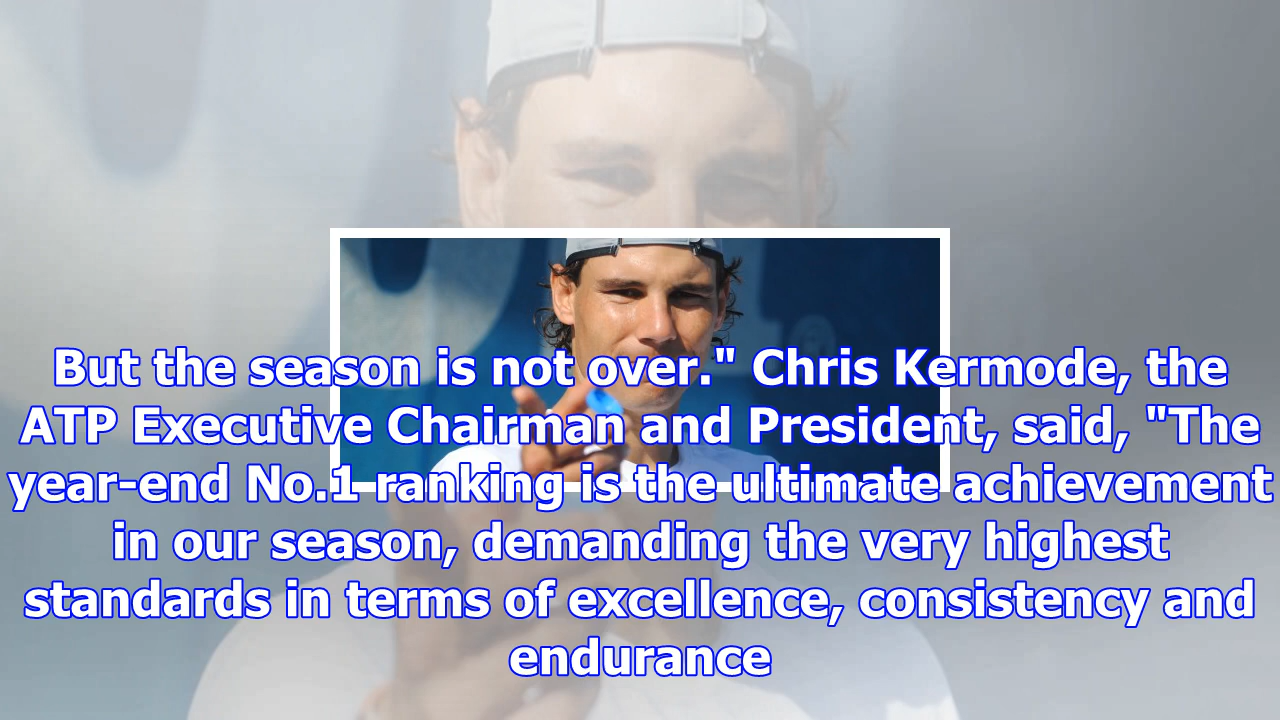 But the season is not over." Chris Kermode, the
ATP Executive Chairman and President, said, "The
year-end No.1 ranking is the ultimate achievement
in our season, demanding the very highest
standards in terms of excellence, consistency and
endurance